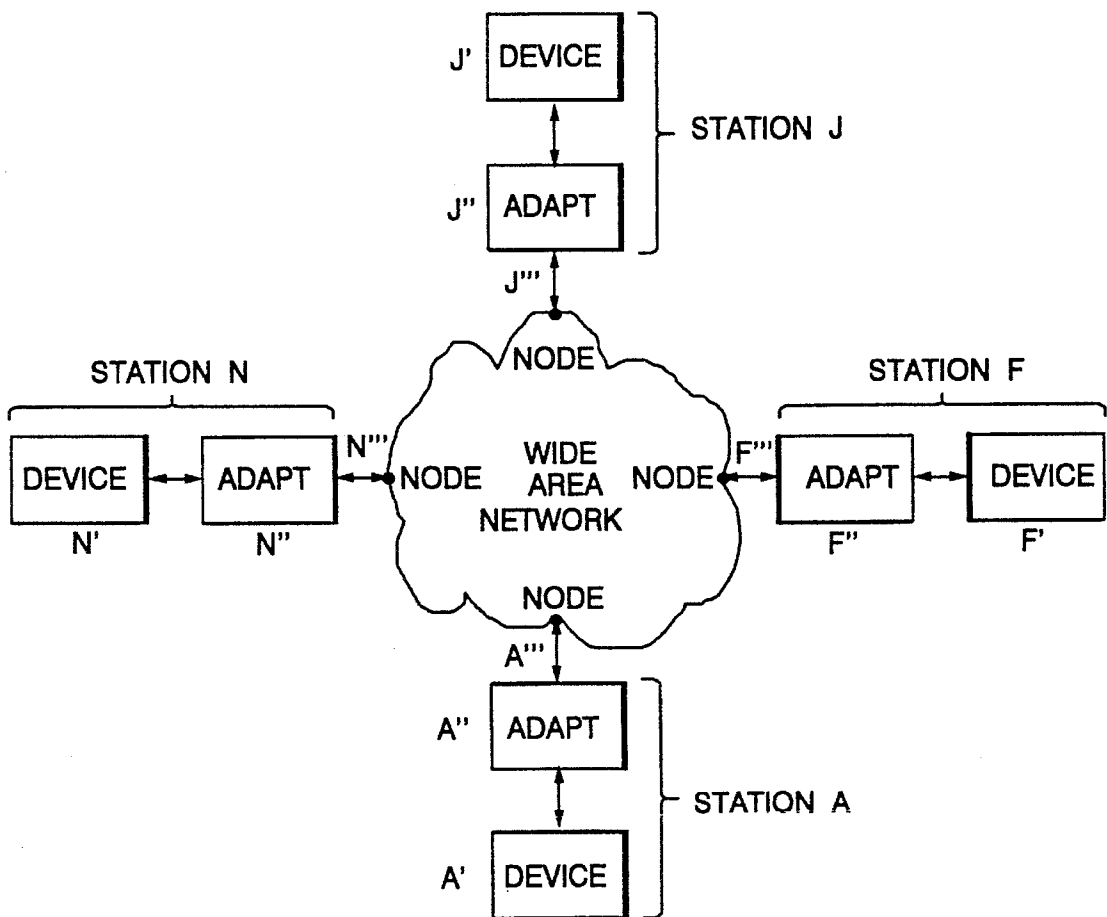 J' DEVICE
STATION J
J'' ADAPT
J'''
NODE
STATION N
STATION F
DEVICE
ADAPT
N'''
NODE
WIDE
AREA
NETWORK
NODE
F'''
ADAPT
DEVICE
N'
N''
F''
F'
NODE
A'''
A'' ADAPT
STATION A
A' DEVICE